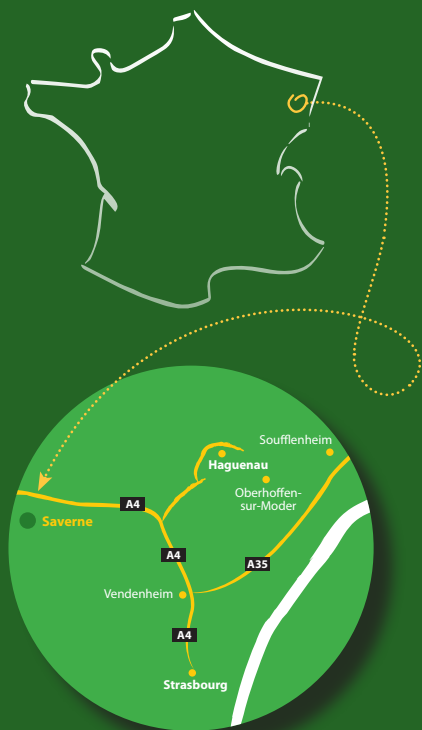 Soufflenheim
Haguenau
Oberhoffen-
sur-Moder
A4
Saverne
A4
A35
Vendenheim
A4
Strasbourg